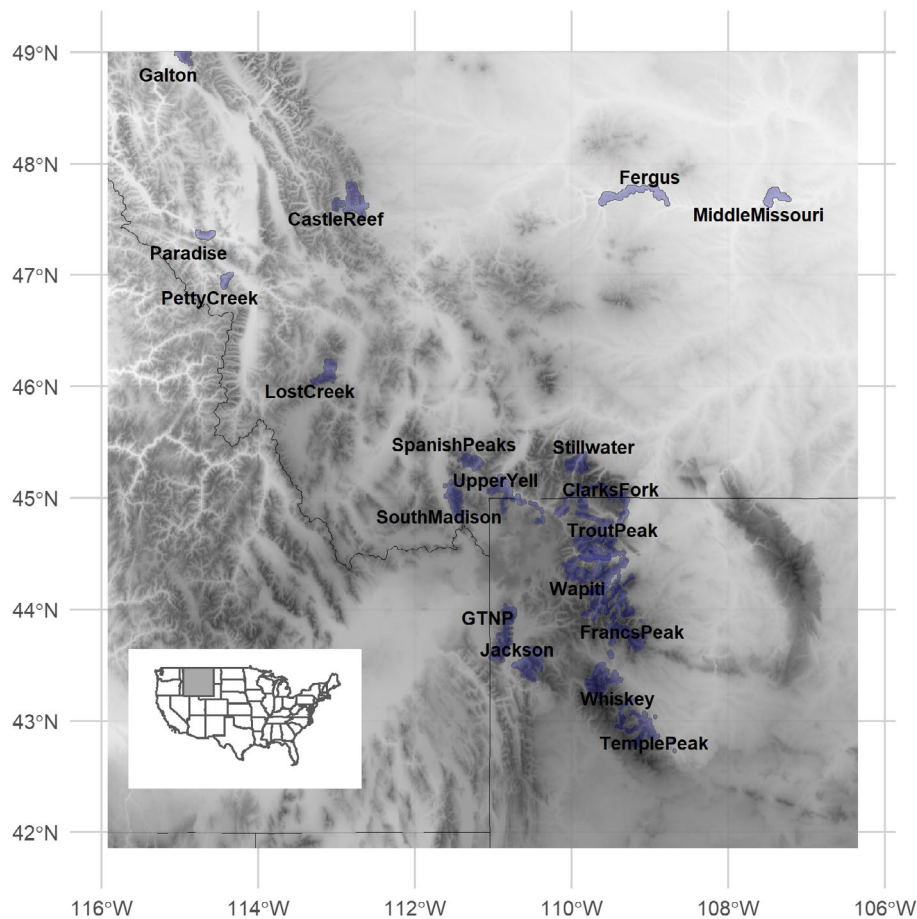 49°N
Galton
48°N
Fergus
CastleReef
MiddleMissouri
Paradise
47°N
PettyCreek
46°N
LostCreek
SpanishPeaks
Stillwater
UpperYell
ClarksFork
45°N
SouthMadison
TroutPeak
Wapiti
44°N
GTNP
FrancsPeak
Jackson
Whiskey
43°N
TemplePeak
42°N
116°W
114°W
112°W
110°W
108°W
106°W